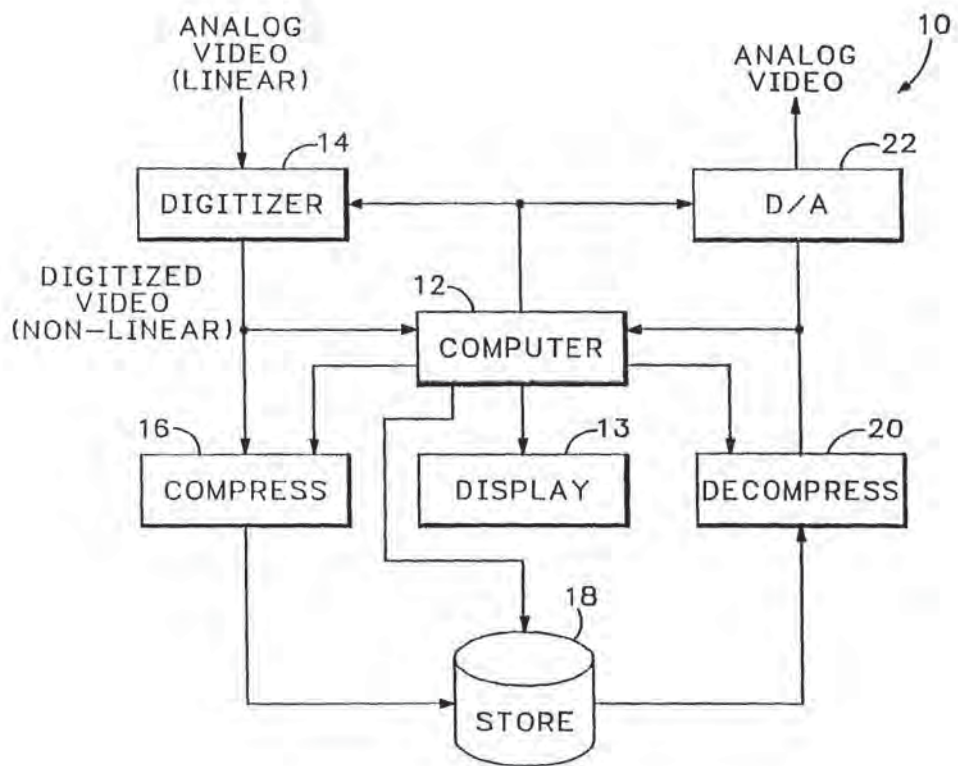 ANALOG
VIDEO
(LINEAR)
ANALOG
VIDEO
10
14
22
DIGITIZER
D/A
DIGITIZED
VIDEO
(NON-LINEAR)
12
COMPUTER
16
13
20
COMPRESS
DISPLAY
DECOMPRESS
18
STORE